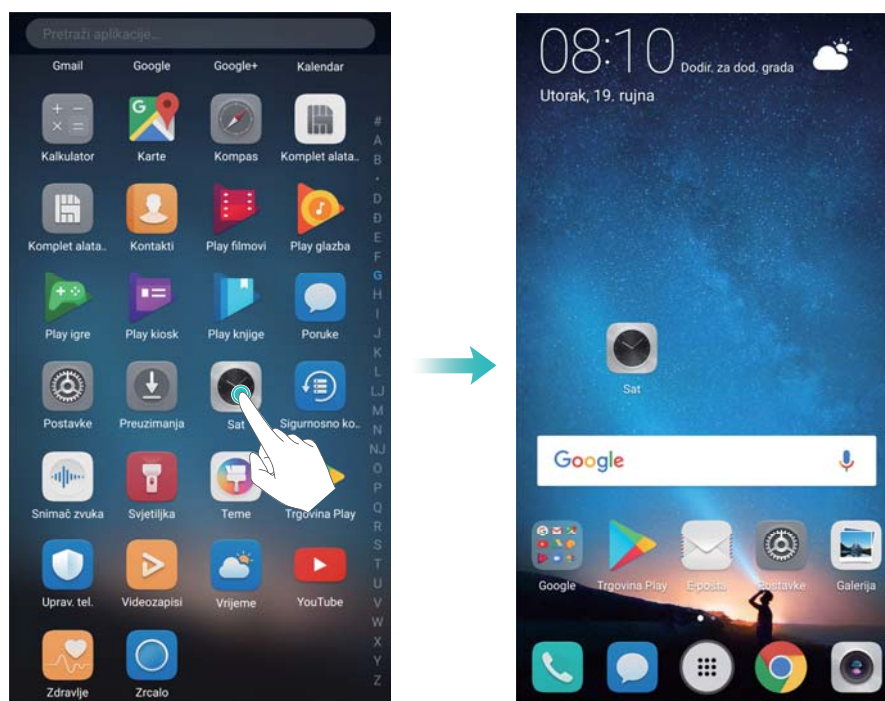 Pretraži aplikacije...
Gmail Google Google+ Kalendar
Kalkulator Karte Kompas Komplet alata..
Komplet alata.. Kontakti Play filmovi Play glazba
Play igre Play kiosk Play knjige Poruke
Postavke Preuzimanja Sat Sigurnosno ko..
Snimač zvuka Svjetiljka Teme Trgovina Play
Uprav. tel. Videozapisi Vrijeme YouTube
Zdravlje Zrcalo
#
A
B
•
D
Đ
E
F
G
H
I
J
K
L
LJ
M
N
NJ
O
P
Q
R
S
T
U
V
W
X
Y
Z
08:10 Dodir. za dod. grada
Utorak, 19. rujna
Sat
Google
Google Trgovina Play E-pošta Postavke Galerija